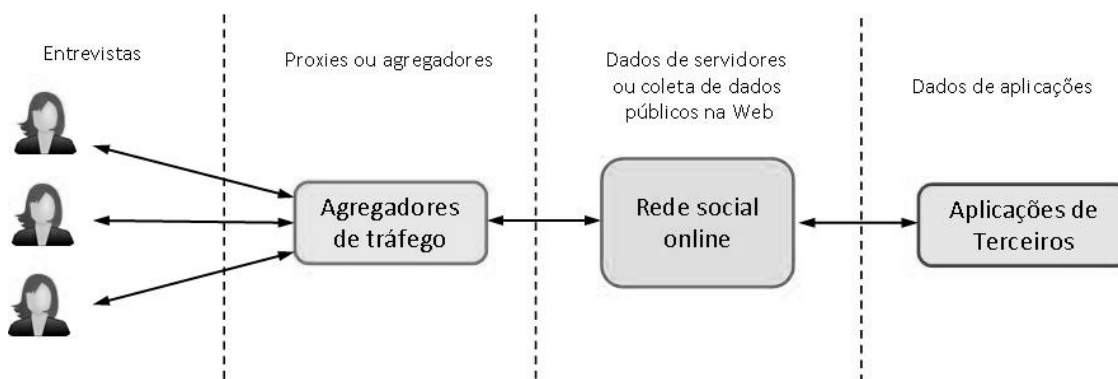 Entrevistas
Proxies ou agregadores
Dados de servidores
ou coleta de dados
públicos na Web
Dados de aplicações
Agregadores
de tráfego
Rede social
online
Aplicações de
Terceiros